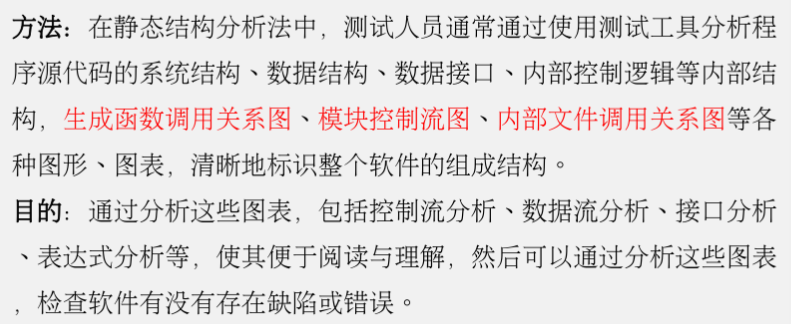 方法：在静态结构分析法中，测试人员通常通过使用测试工具分析程
序源代码的系统结构、数据结构、数据接口、内部控制逻辑等内部结
构，生成函数调用关系图、模块控制流图、内部文件调用关系图等各
种图形、图表，清晰地标识整个软件的组成结构。
目的：通过分析这些图表，包括控制流分析、数据流分析、接口分析
、表达式分析等，使其便于阅读与理解，然后可以通过分析这些图表
，检查软件有没有存在缺陷或错误。